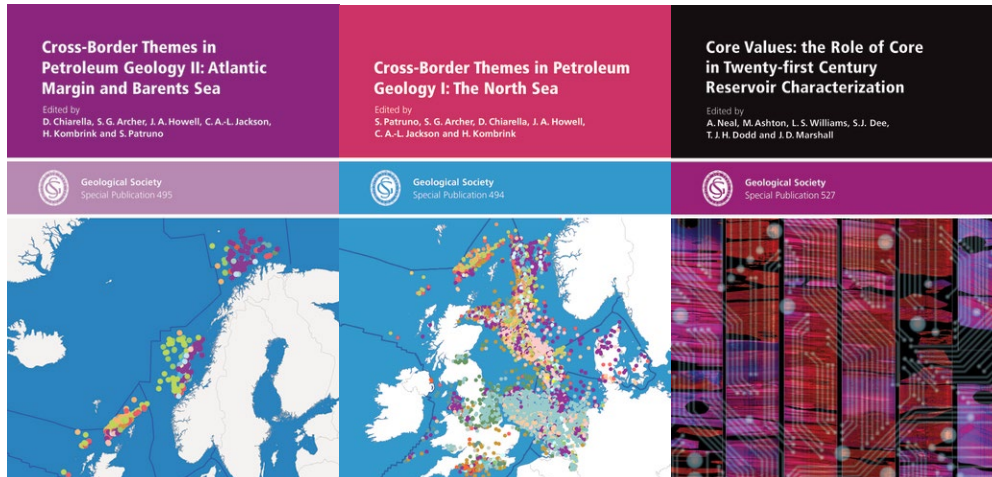 Cross-Border Themes in
Petroleum Geology II: Atlantic
Margin and Barents Sea
Edited by
D. Chiarella, S. G. Archer, J. A. Howell, C. A.-L. Jackson,
H. Kombrink and S. Patruno
Geological Society
Special Publication 495
Cross-Border Themes in Petroleum
Geology I: The North Sea
Edited by
S. Patruno, S. G. Archer, D. Chiarella, J. A. Howell,
C. A.-L. Jackson and H. Kombrink
Geological Society
Special Publication 494
Core Values: the Role of Core
in Twenty-first Century
Reservoir Characterization
Edited by
A. Neal, M. Ashton, L. S. Williams, S.J. Dee,
T. J. H. Dodd and J. D. Marshall
Geological Society
Special Publication 527